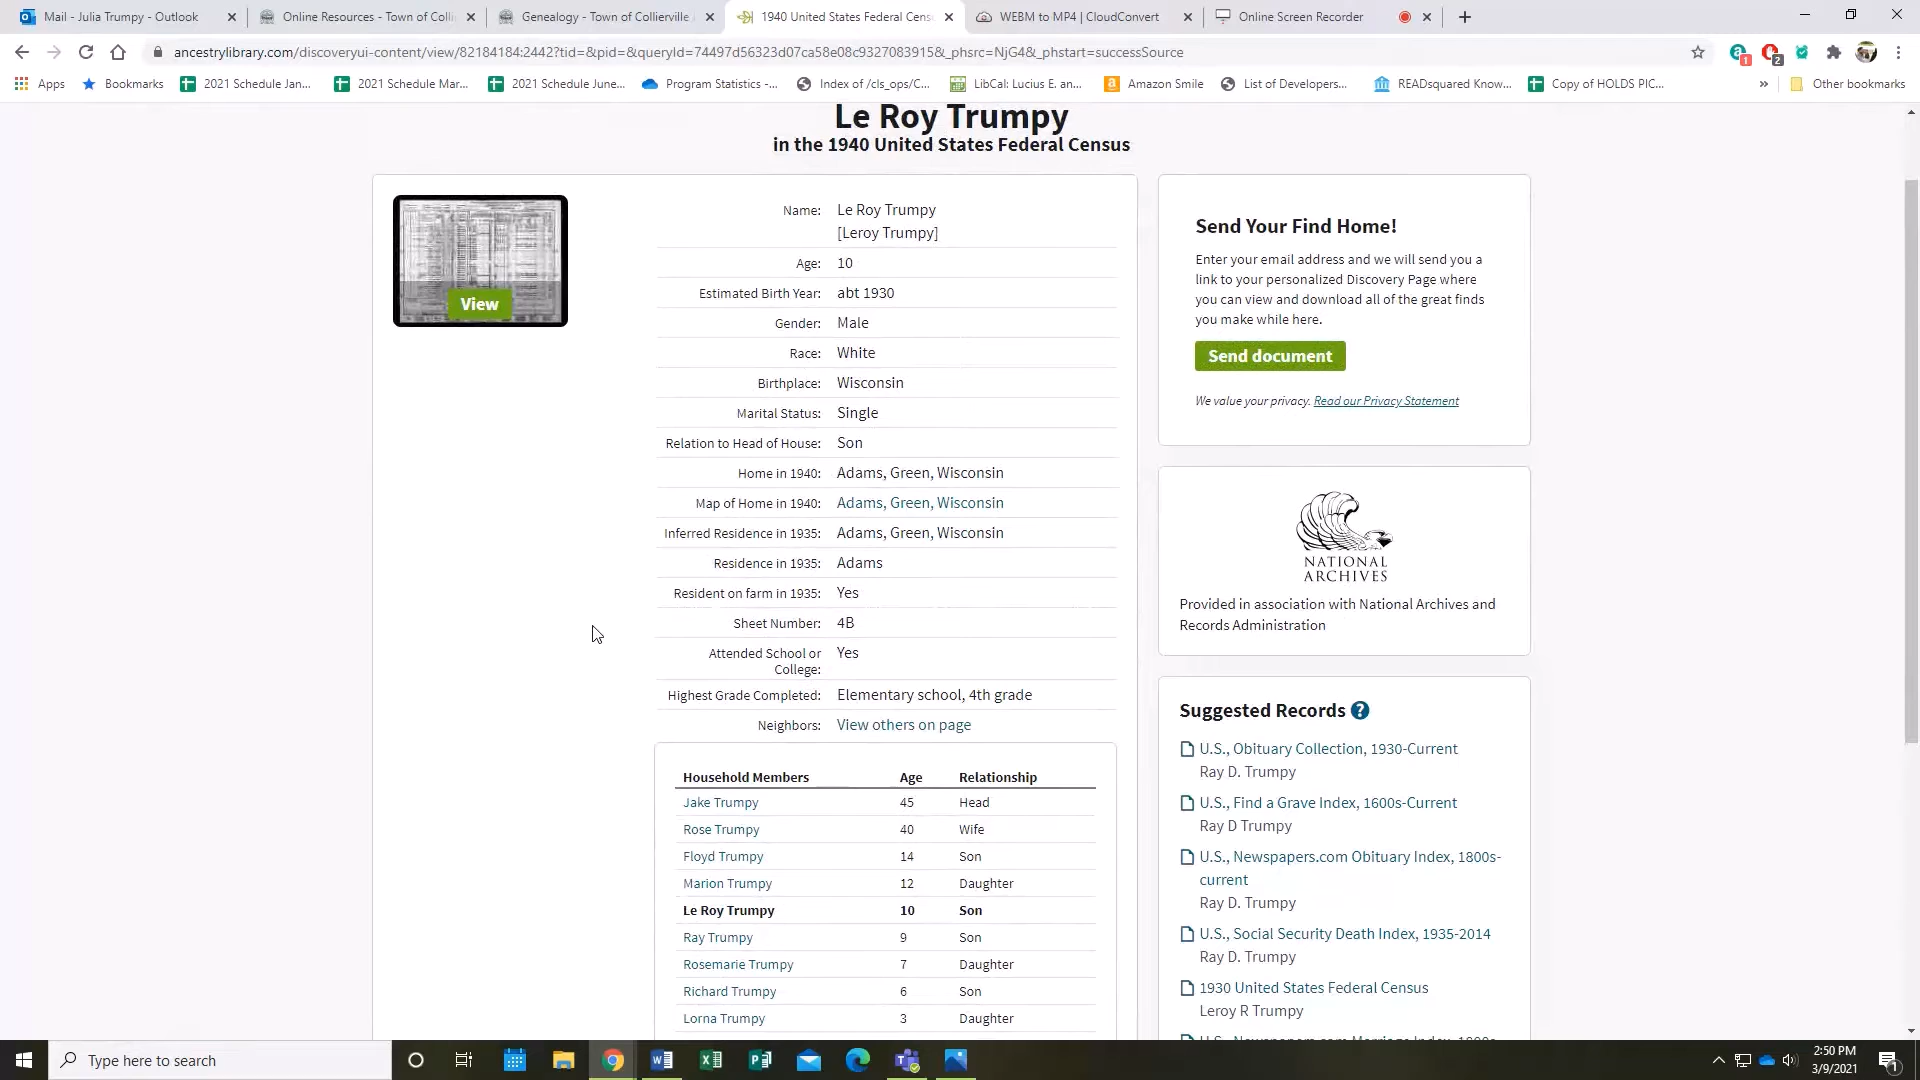 Mail - Julia Trumpy - Outlook
Online Resources - Town of Colli
Genealogy - Town of Collierville
1940 United States Federal Cens
WEBM to MP4 | CloudConvert
Online Screen Recorder
ancestrylibrary.com/discoveryui-content/view/82184184:2442?tid=&pid=&queryId=74497d56323d07ca58e08c9327083915&_phsrc=NjG4&_phstart=successSource
Apps
Bookmarks
2021 Schedule Jan...
2021 Schedule Mar...
2021 Schedule June...
Program Statistics -...
Index of /cls_ops/C...
LibCal: Lucius E. an...
Amazon Smile
List of Developers...
READsquared Know...
Copy of HOLDS PIC...
»
Other bookmarks
Le Roy Trumpy
in the 1940 United States Federal Census
View
Name: Le Roy Trumpy
[Leroy Trumpy]
Age: 10
Estimated Birth Year: abt 1930
Gender: Male
Race: White
Birthplace: Wisconsin
Marital Status: Single
Relation to Head of House: Son
Home in 1940: Adams, Green, Wisconsin
Map of Home in 1940: Adams, Green, Wisconsin
Inferred Residence in 1935: Adams, Green, Wisconsin
Residence in 1935: Adams
Resident on farm in 1935: Yes
Sheet Number: 4B
Attended School or College: Yes
Highest Grade Completed: Elementary school, 4th grade
Neighbors: View others on page
Household Members Age Relationship
Jake Trumpy 45 Head
Rose Trumpy 40 Wife
Floyd Trumpy 14 Son
Marion Trumpy 12 Daughter
Le Roy Trumpy 10 Son
Ray Trumpy 9 Son
Rosemarie Trumpy 7 Daughter
Richard Trumpy 6 Son
Lorna Trumpy 3 Daughter
Send Your Find Home!
Enter your email address and we will send you a
link to your personalized Discovery Page where
you can view and download all of the great finds
you make while here.
Send document
We value your privacy. Read our Privacy Statement
NATIONAL
ARCHIVES
Provided in association with National Archives and
Records Administration
Suggested Records ?
U.S., Obituary Collection, 1930-Current
Ray D. Trumpy
U.S., Find a Grave Index, 1600s-Current
Ray D Trumpy
U.S., Newspapers.com Obituary Index, 1800s-
current
Ray D. Trumpy
U.S., Social Security Death Index, 1935-2014
Ray D. Trumpy
1930 United States Federal Census
Leroy R Trumpy
Type here to search
2:50 PM
3/9/2021